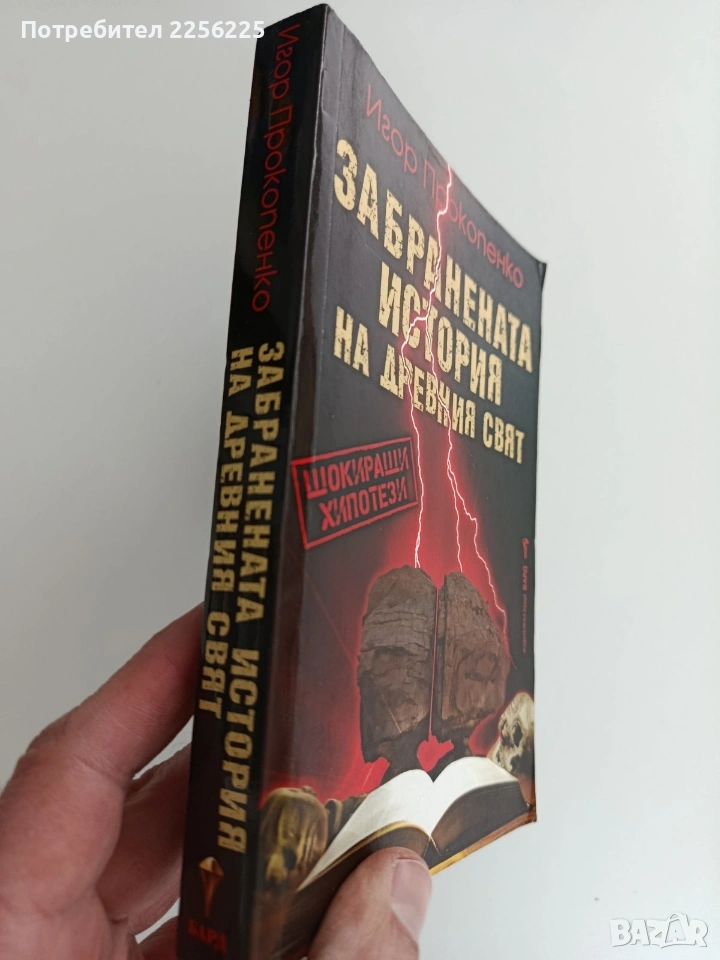 Потребител 2256225
Игор Прокопенко
ЗАБРАНЕНАТА ИСТОРИЯ
НА ДРЕВНИЯ СВЯТ
БАРД
Игор Прокопенко
ЗАБРАНЕНАТА
ИСТОРИЯ
НА ДРЕВНИЯ СВЯТ
ШОКИРАЩИ
ХИПОТЕЗИ
BAZAR